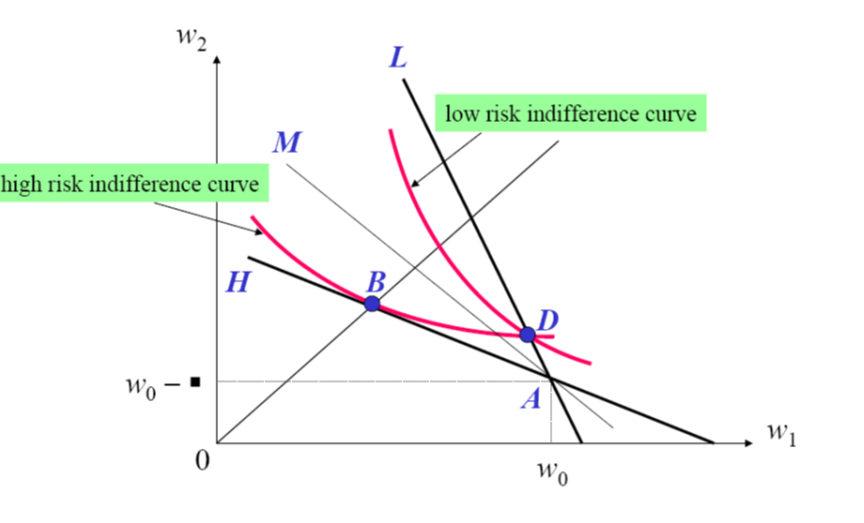 w₂
L
low risk indifference curve
M
high risk indifference curve
H
B
D
w₀ − ■
A
w₁
0
w₀